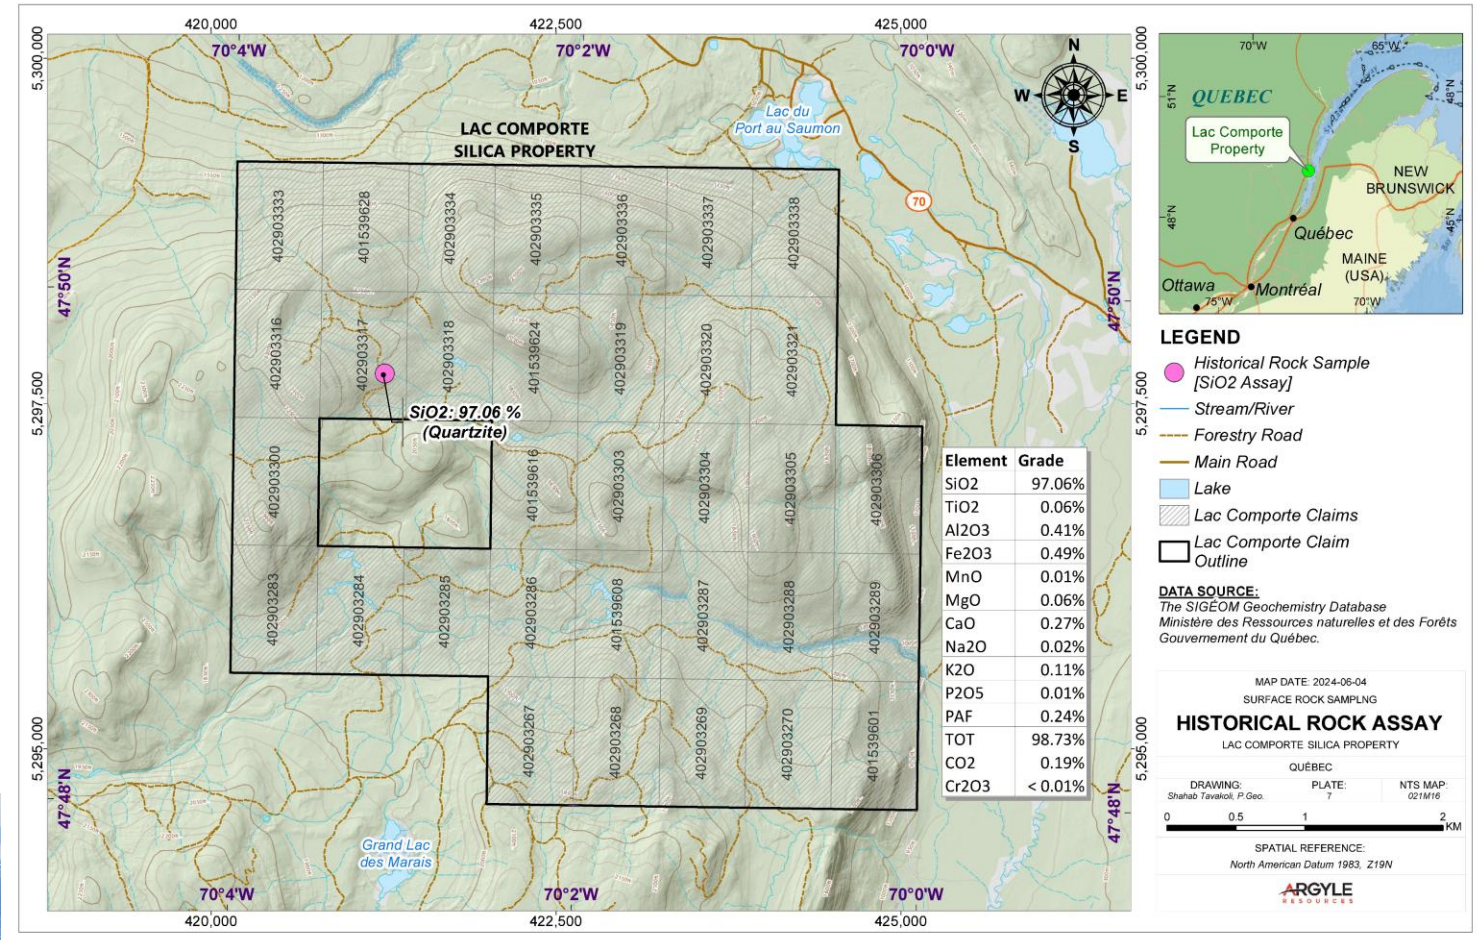 420,000
422,500
425,000
70°4'W
70°2'W
70°0'W
5,300,000
5,300,000
N
W
E
S
Lac du
Port au Saumon
LAC COMPORTE
SILICA PROPERTY
70
402903333
401539628
402903334
402903335
402903336
402903337
402903338
47°50'N
47°50'N
402903316
402903317
402903318
401539624
402903319
402903320
402903321
5,297,500
5,297,500
SiO2: 97.06 %
(Quartzite)
402903300
401539616
402903303
402903304
402903305
402903306
402903283
402903284
402903285
402903286
401539608
402903287
402903288
402903289
402903267
402903268
402903269
402903270
401539601
5,295,000
5,295,000
47°48'N
47°48'N
Grand Lac
des Marais
70°4'W
70°2'W
70°0'W
420,000
422,500
425,000
Element Grade
SiO2 97.06%
TiO2 0.06%
Al2O3 0.41%
Fe2O3 0.49%
MnO 0.01%
MgO 0.06%
CaO 0.27%
Na2O 0.02%
K2O 0.11%
P2O5 0.01%
PAF 0.24%
TOT 98.73%
CO2 0.19%
Cr2O3 < 0.01%
70°W
65°W
51°N
48°N
QUEBEC
Lac Comporte
Property
NEW
BRUNSWICK
48°N
45°N
Québec
MAINE
(USA)
Ottawa
Montréal
75°W
70°W
LEGEND
Historical Rock Sample
[SiO2 Assay]
Stream/River
Forestry Road
Main Road
Lake
Lac Comporte Claims
Lac Comporte Claim
Outline
DATA SOURCE:
The SIGÉOM Geochemistry Database
Ministère des Ressources naturelles et des Forêts
Gouvernement du Québec.
MAP DATE: 2024-06-04
SURFACE ROCK SAMPLNG
HISTORICAL ROCK ASSAY
LAC COMPORTE SILICA PROPERTY
QUÉBEC
DRAWING: PLATE: NTS MAP:
Shahab Tavakoli, P.Geo. 7 021M16
0 0.5 1 2
KM
SPATIAL REFERENCE:
North American Datum 1983, Z19N
ARGYLE
RESOURCES